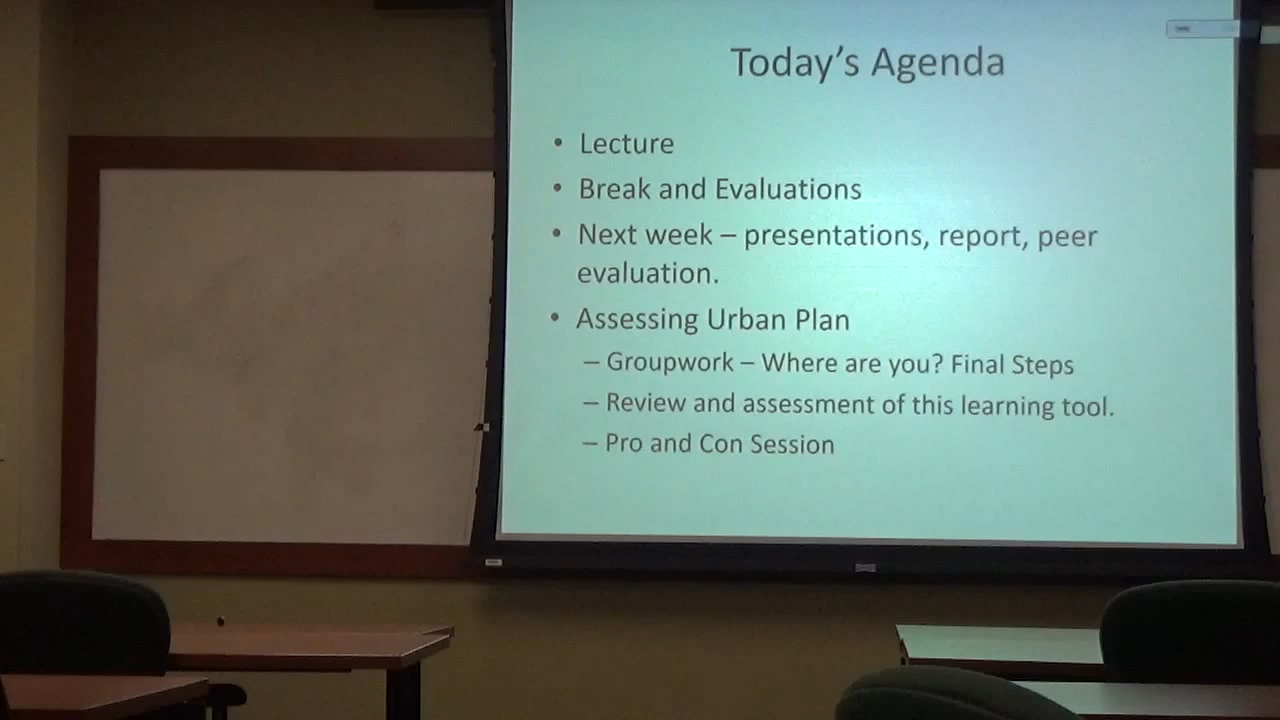 Today's Agenda
• Lecture
• Break and Evaluations
• Next week – presentations, report, peer
evaluation.
• Assessing Urban Plan
– Groupwork – Where are you? Final Steps
– Review and assessment of this learning tool.
– Pro and Con Session